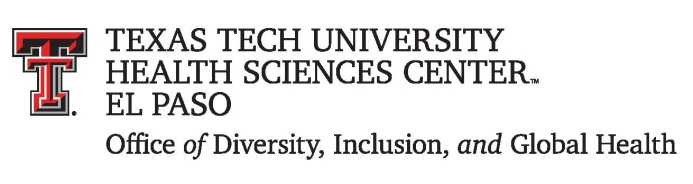 TEXAS TECH UNIVERSITY
HEALTH SCIENCES CENTER™
EL PASO
Office of Diversity, Inclusion, and Global Health